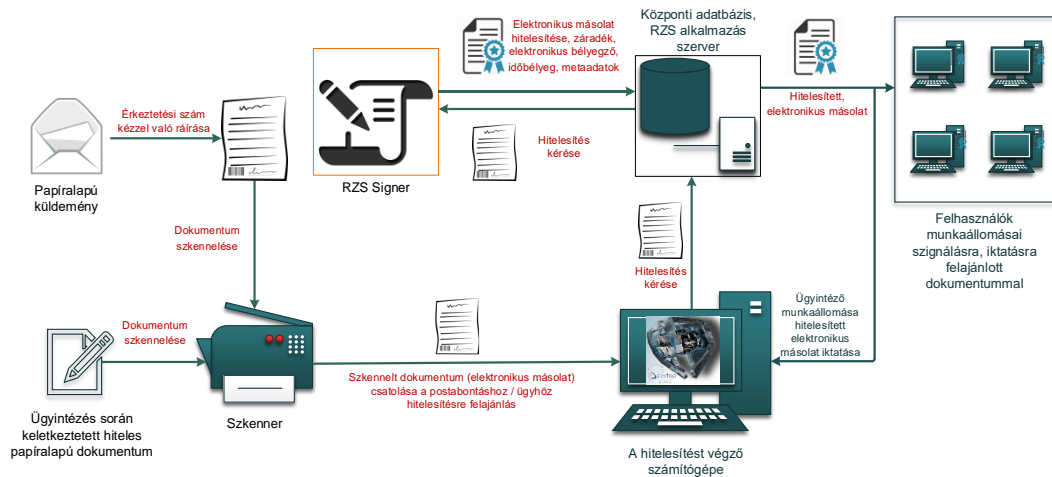 Elektronikus másolat
hitelesítése, záradék,
elektronikus bélyegző,
időbélyeg, metaadatok
Központi adatbázis,
RZS alkalmazás
szerver
Érkeztetési szám
kézzel való ráírása
Hitelesített,
elektronikus másolat
Hitelesítés
kérése
Papíralapú
küldemény
RZS Signer
Felhasználók
munkaállomásai
szignálásra, iktatásra
felajánlott
dokumentummal
Dokumentum
szkennelése
Hitelesítés
kérése
Ügyintéző
munkaállomása
hitelesített
elektronikus
másolat iktatása
Dokumentum
szkennelése
Szkennelt dokumentum (elektronikus másolat)
csatolása a postabontáshoz / ügyhöz
hitelesítésre felajánlás
Ügyintézés során
keletkeztetett hiteles
papíralapú dokumentum
Szkenner
A hitelesítést végző
számítógépe